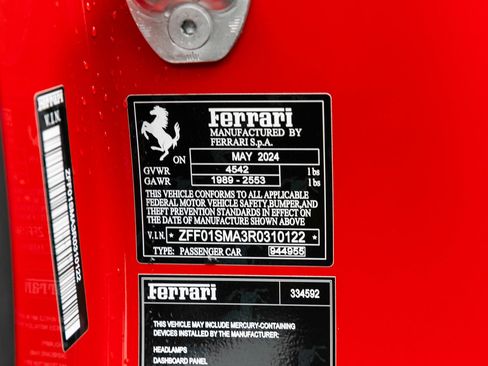 Ferrari
V.I.N.
ZFF01SMA3R0310122
Ferrari
MANUFACTURED BY
FERRARI S.p.A.
ON MAY 2024
GVWR 4542 lbs
GAWR 1989 - 2553 lbs
THIS VEHICLE CONFORMS TO ALL APPLICABLE
FEDERAL MOTOR VEHICLE SAFETY, BUMPER, AND
THEFT PREVENTION STANDARDS IN EFFECT ON
THE DATE OF MANUFACTURE SHOWN ABOVE
V.I.N. * ZFF01SMA3R0310122 *
TYPE: PASSENGER CAR 944955
Ferrari 334592
THIS VEHICLE MAY INCLUDE MERCURY-CONTAINING
DEVICES INSTALLED BY THE MANUFACTURER:
HEADLAMPS
DASHBOARD PANEL